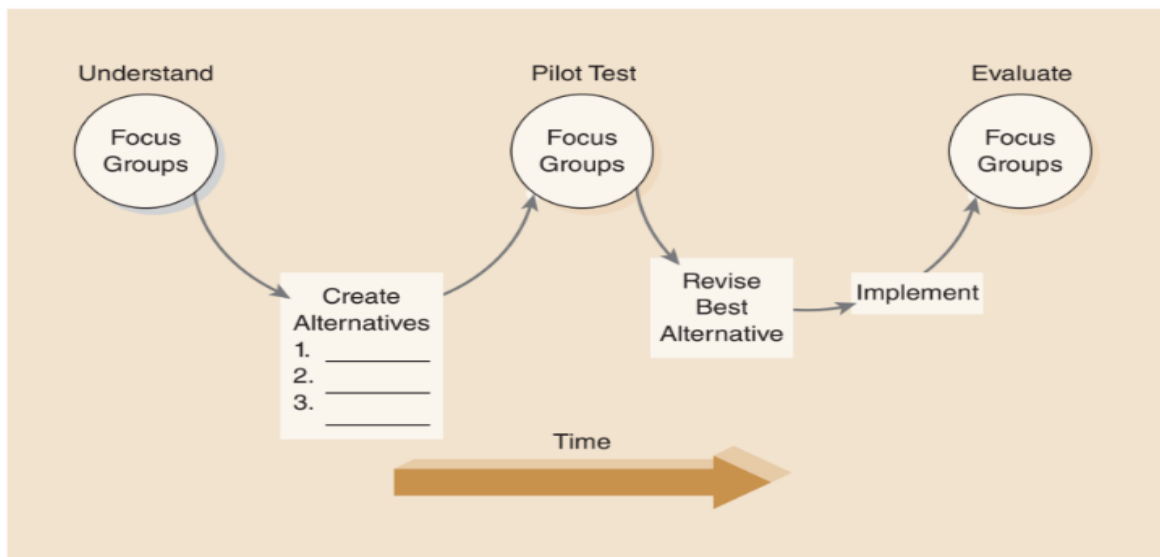 Understand
Focus
Groups
Create
Alternatives
1.
2.
3.
Pilot Test
Focus
Groups
Revise
Best
Alternative
Implement
Evaluate
Focus
Groups
Time